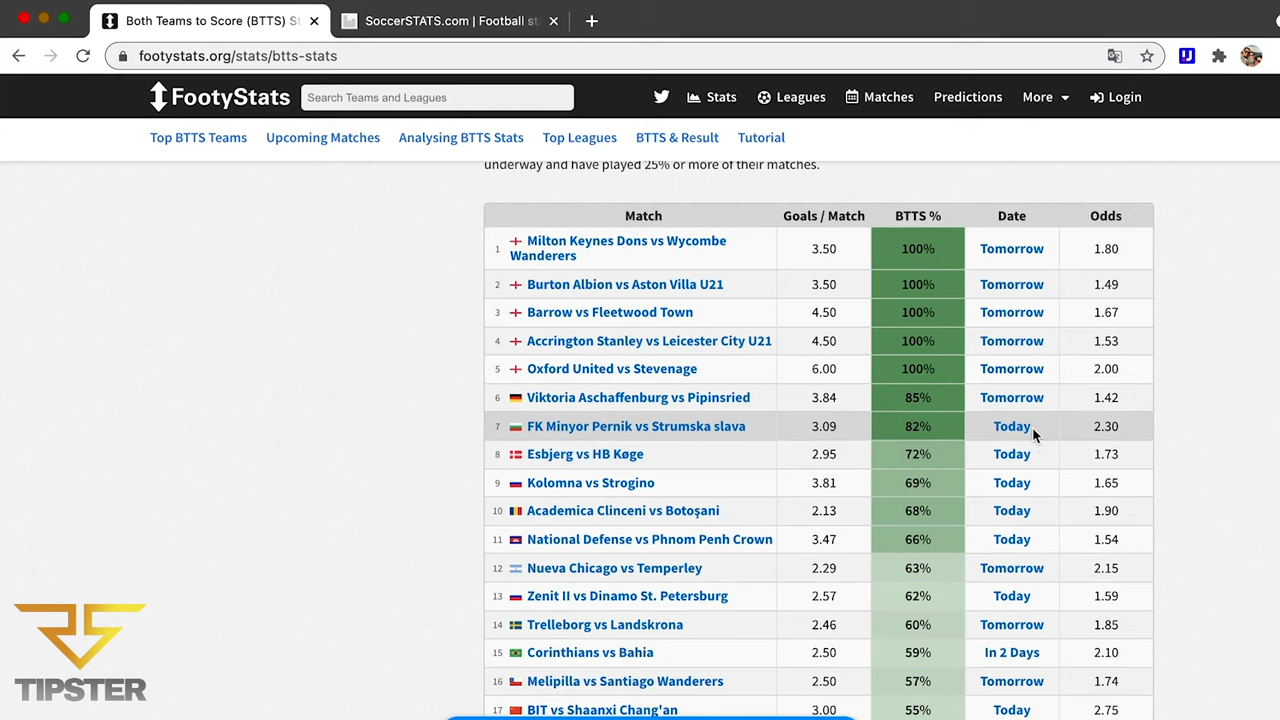 Both Teams to Score (BTTS) S
SoccerSTATS.com | Football st
footystats.org/stats/btts-stats
FootyStats Search Teams and Leagues Stats Leagues Matches Predictions More Login
Top BTTS Teams Upcoming Matches Analysing BTTS Stats Top Leagues BTTS & Result Tutorial
underway and have played 25% or more of their matches.
Match Goals / Match BTTS % Date Odds
1 Milton Keynes Dons vs Wycombe Wanderers 3.50 100% Tomorrow 1.80
2 Burton Albion vs Aston Villa U21 3.50 100% Tomorrow 1.49
3 Barrow vs Fleetwood Town 4.50 100% Tomorrow 1.67
4 Accrington Stanley vs Leicester City U21 4.50 100% Tomorrow 1.53
5 Oxford United vs Stevenage 6.00 100% Tomorrow 2.00
6 Viktoria Aschaffenburg vs Pipinsried 3.84 85% Tomorrow 1.42
7 FK Minyor Pernik vs Strumska slava 3.09 82% Today 2.30
8 Esbjerg vs HB Køge 2.95 72% Today 1.73
9 Kolomna vs Strogino 3.81 69% Today 1.65
10 Academica Clinceni vs Botoşani 2.13 68% Today 1.90
11 National Defense vs Phnom Penh Crown 3.47 66% Today 1.54
12 Nueva Chicago vs Temperley 2.29 63% Tomorrow 2.15
13 Zenit II vs Dinamo St. Petersburg 2.57 62% Today 1.59
14 Trelleborg vs Landskrona 2.46 60% Tomorrow 1.85
15 Corinthians vs Bahia 2.50 59% In 2 Days 2.10
16 Melipilla vs Santiago Wanderers 2.50 57% Tomorrow 1.74
17 BIT vs Shaanxi Chang'an 3.00 55% Today 2.75
TIPSTER